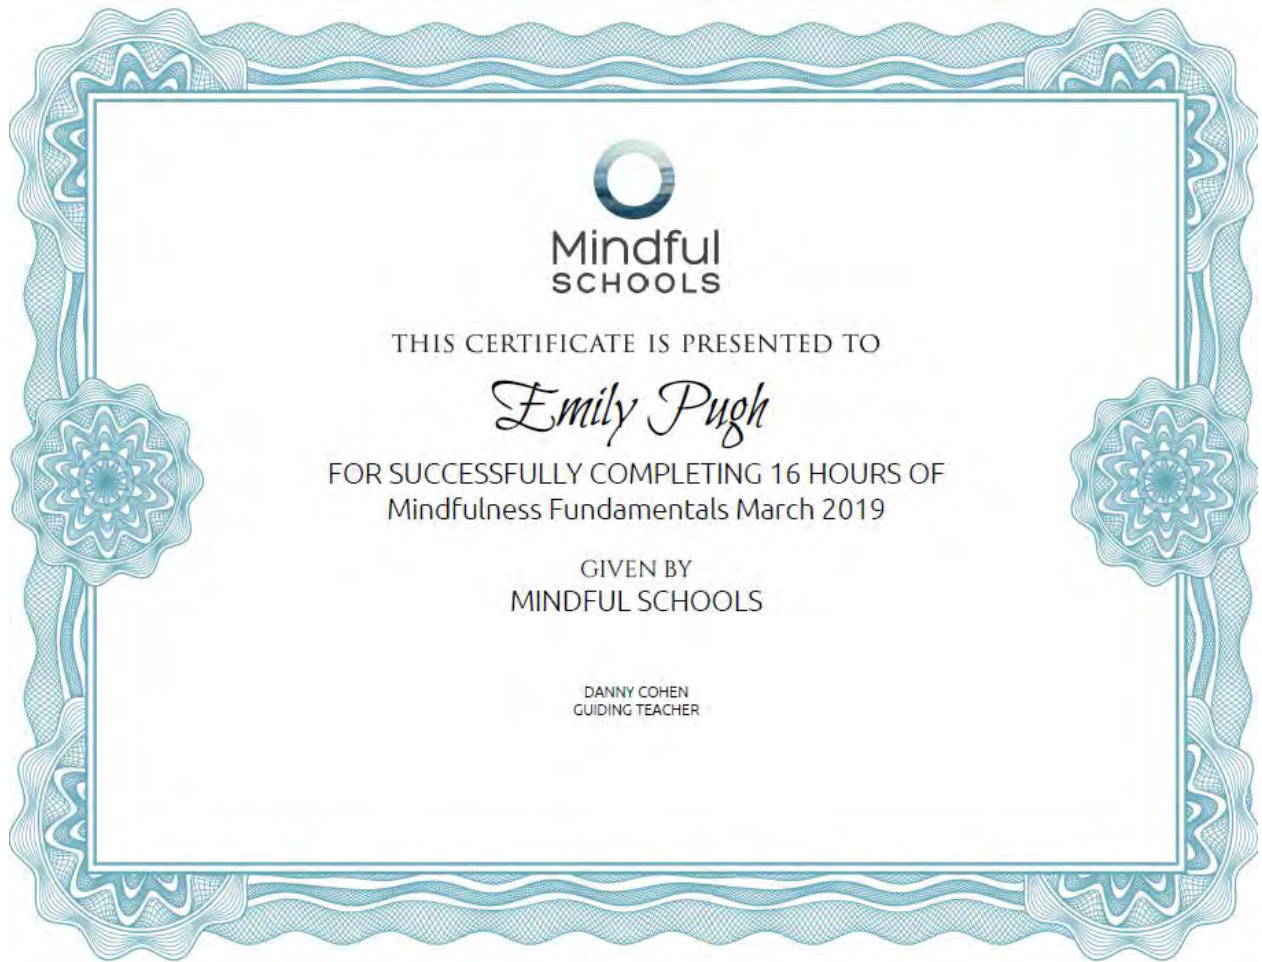 Mindful
SCHOOLS
THIS CERTIFICATE IS PRESENTED TO
Emily Pugh
FOR SUCCESSFULLY COMPLETING 16 HOURS OF
Mindfulness Fundamentals March 2019
GIVEN BY
MINDFUL SCHOOLS
DANNY COHEN
GUIDING TEACHER